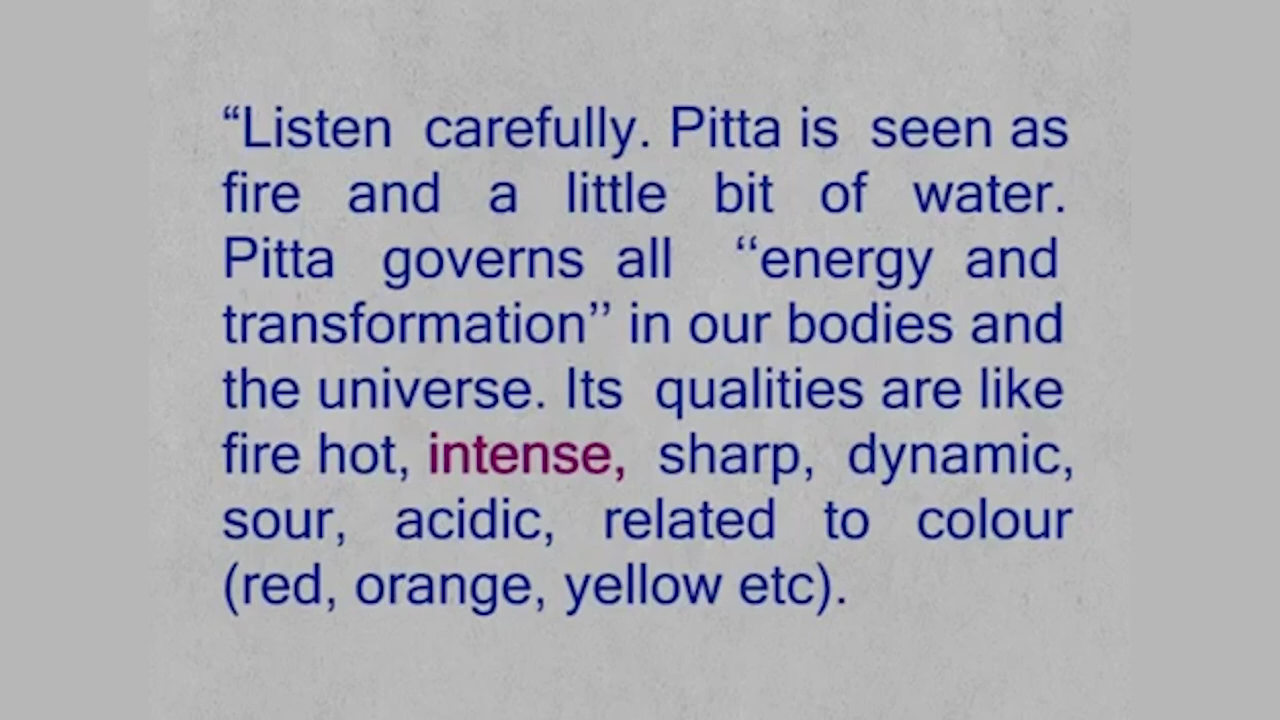 “Listen carefully. Pitta is seen as
fire and a little bit of water.
Pitta governs all “energy and
transformation” in our bodies and
the universe. Its qualities are like
fire hot, intense, sharp, dynamic,
sour, acidic, related to colour
(red, orange, yellow etc).